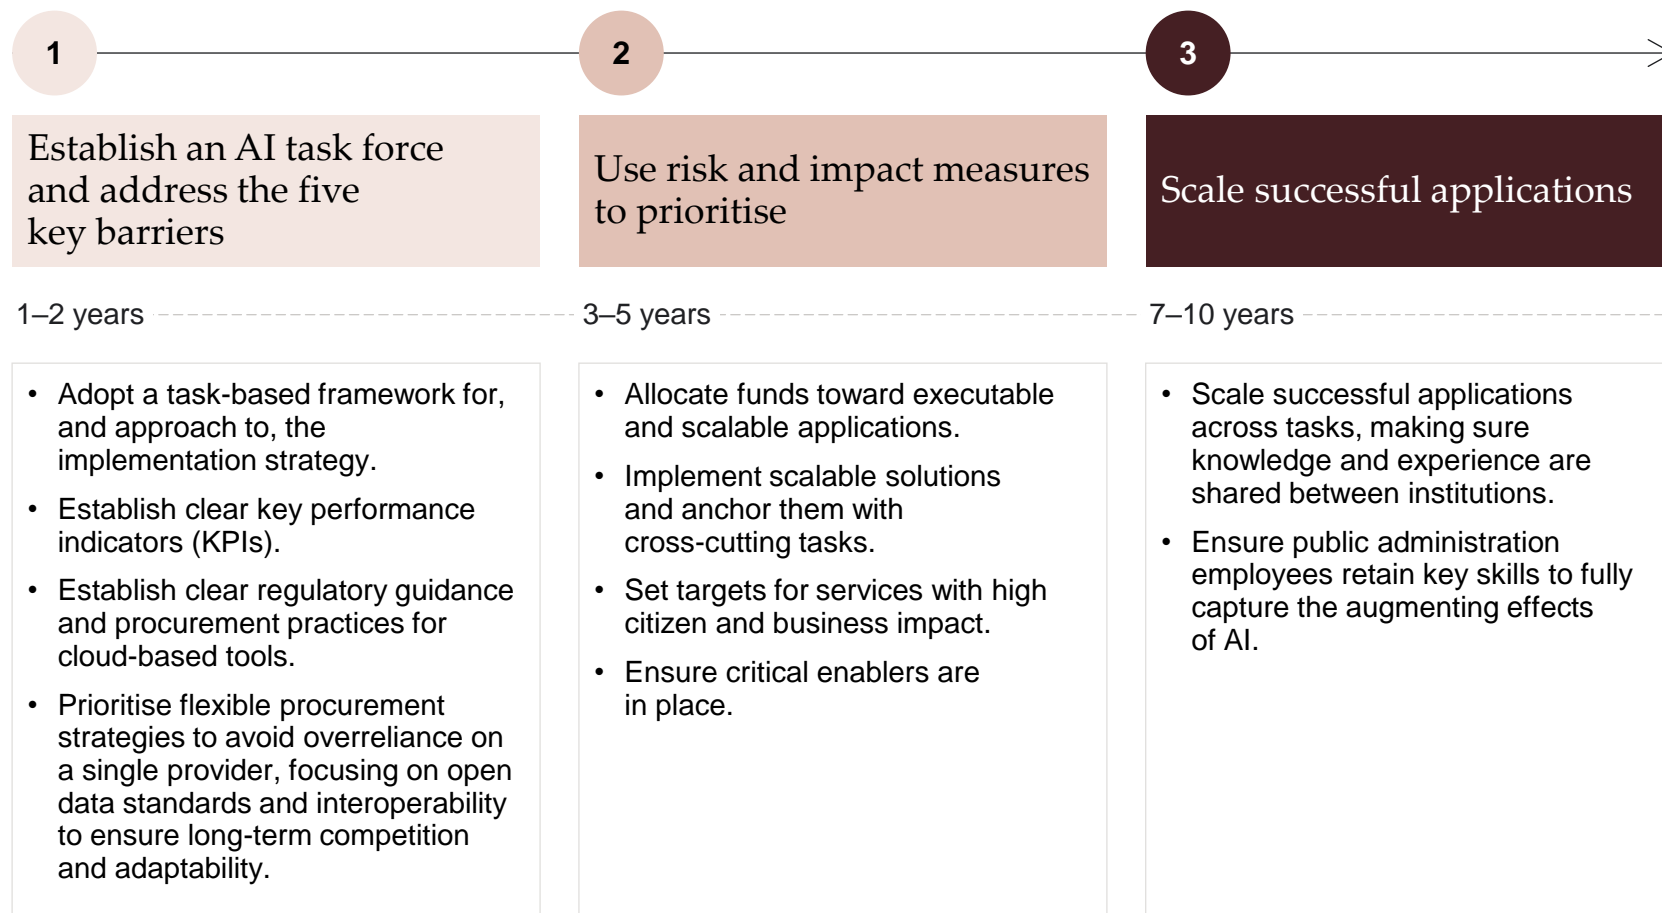 1
2
3
Establish an AI task force
and address the five
key barriers
Use risk and impact measures
to prioritise
Scale successful applications
1–2 years
3–5 years
7–10 years
• Adopt a task-based framework for,
and approach to, the
implementation strategy.
• Establish clear key performance
indicators (KPIs).
• Establish clear regulatory guidance
and procurement practices for
cloud-based tools.
• Prioritise flexible procurement
strategies to avoid overreliance on
a single provider, focusing on open
data standards and interoperability
to ensure long-term competition
and adaptability.
• Allocate funds toward executable
and scalable applications.
• Implement scalable solutions
and anchor them with
cross-cutting tasks.
• Set targets for services with high
citizen and business impact.
• Ensure critical enablers are
in place.
• Scale successful applications
across tasks, making sure
knowledge and experience are
shared between institutions.
• Ensure public administration
employees retain key skills to fully
capture the augmenting effects
of AI.